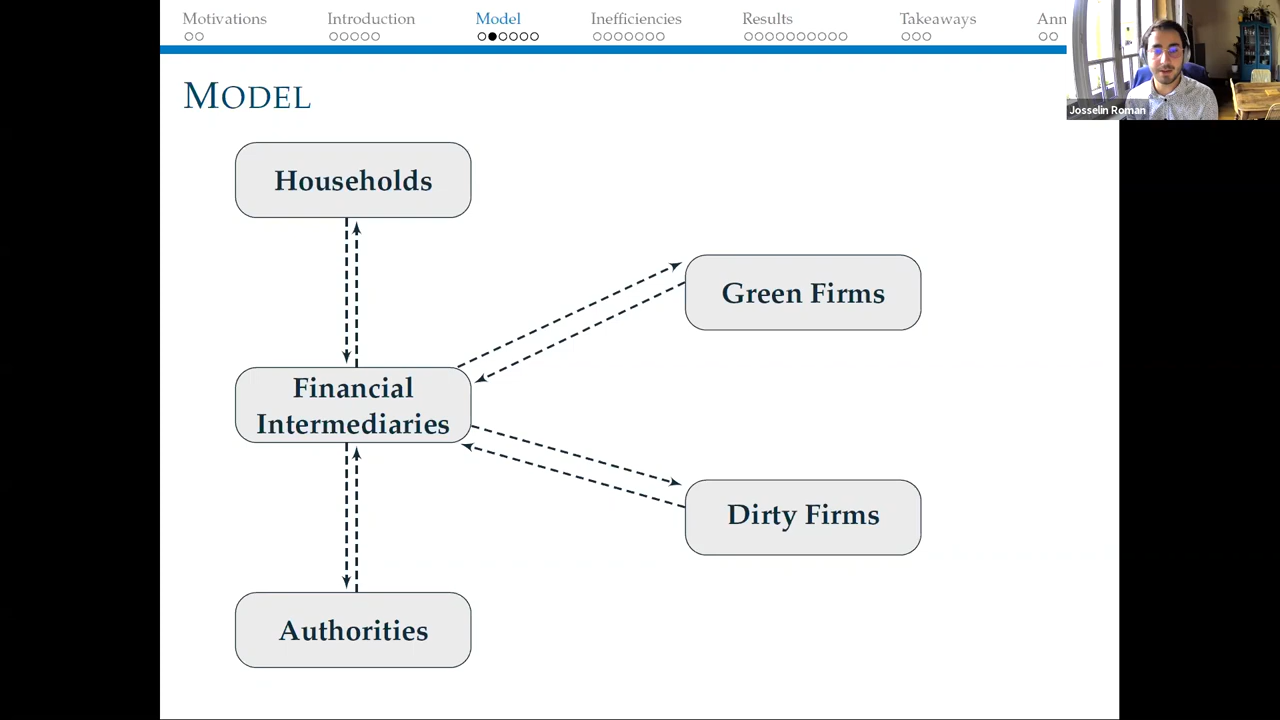 Motivations Introduction Model Inefficiencies Results Takeaways Ann
Josselin Roman
MODEL
Households
Green Firms
Financial
Intermediaries
Dirty Firms
Authorities